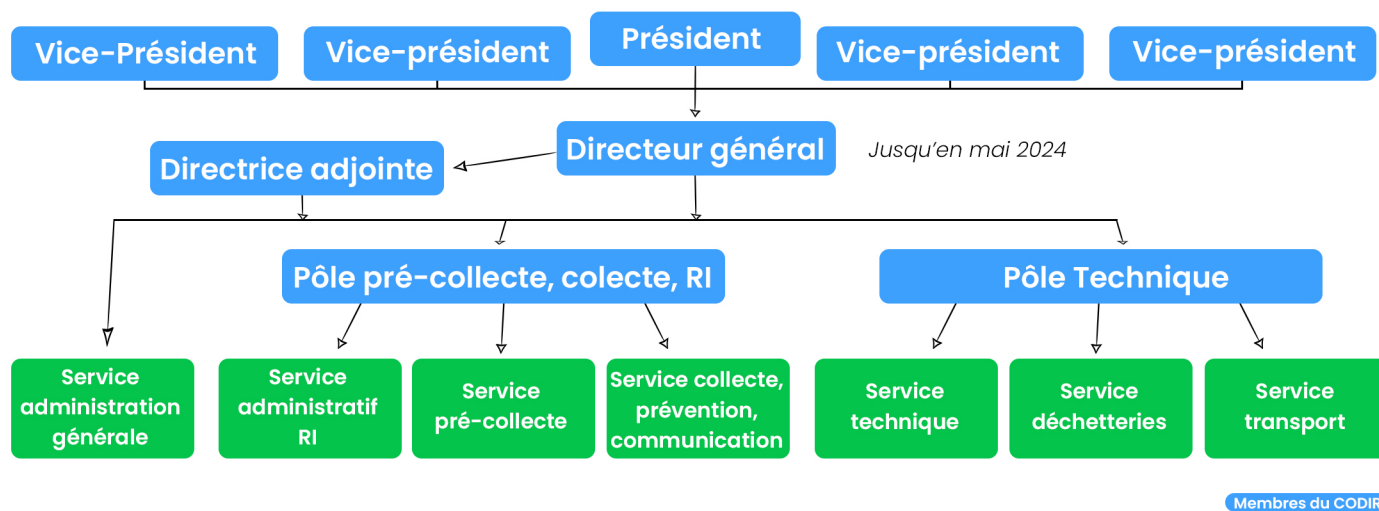 Vice-Président
Vice-président
Président
Vice-président
Vice-président
Directeur général
Jusqu'en mai 2024
Directrice adjointe
Pôle pré-collecte, colecte, RI
Pôle Technique
Service
administration
générale
Service
administratif
RI
Service
pré-collecte
Service collecte,
prévention,
communication
Service
technique
Service
déchetteries
Service
transport
Membres du CODIR